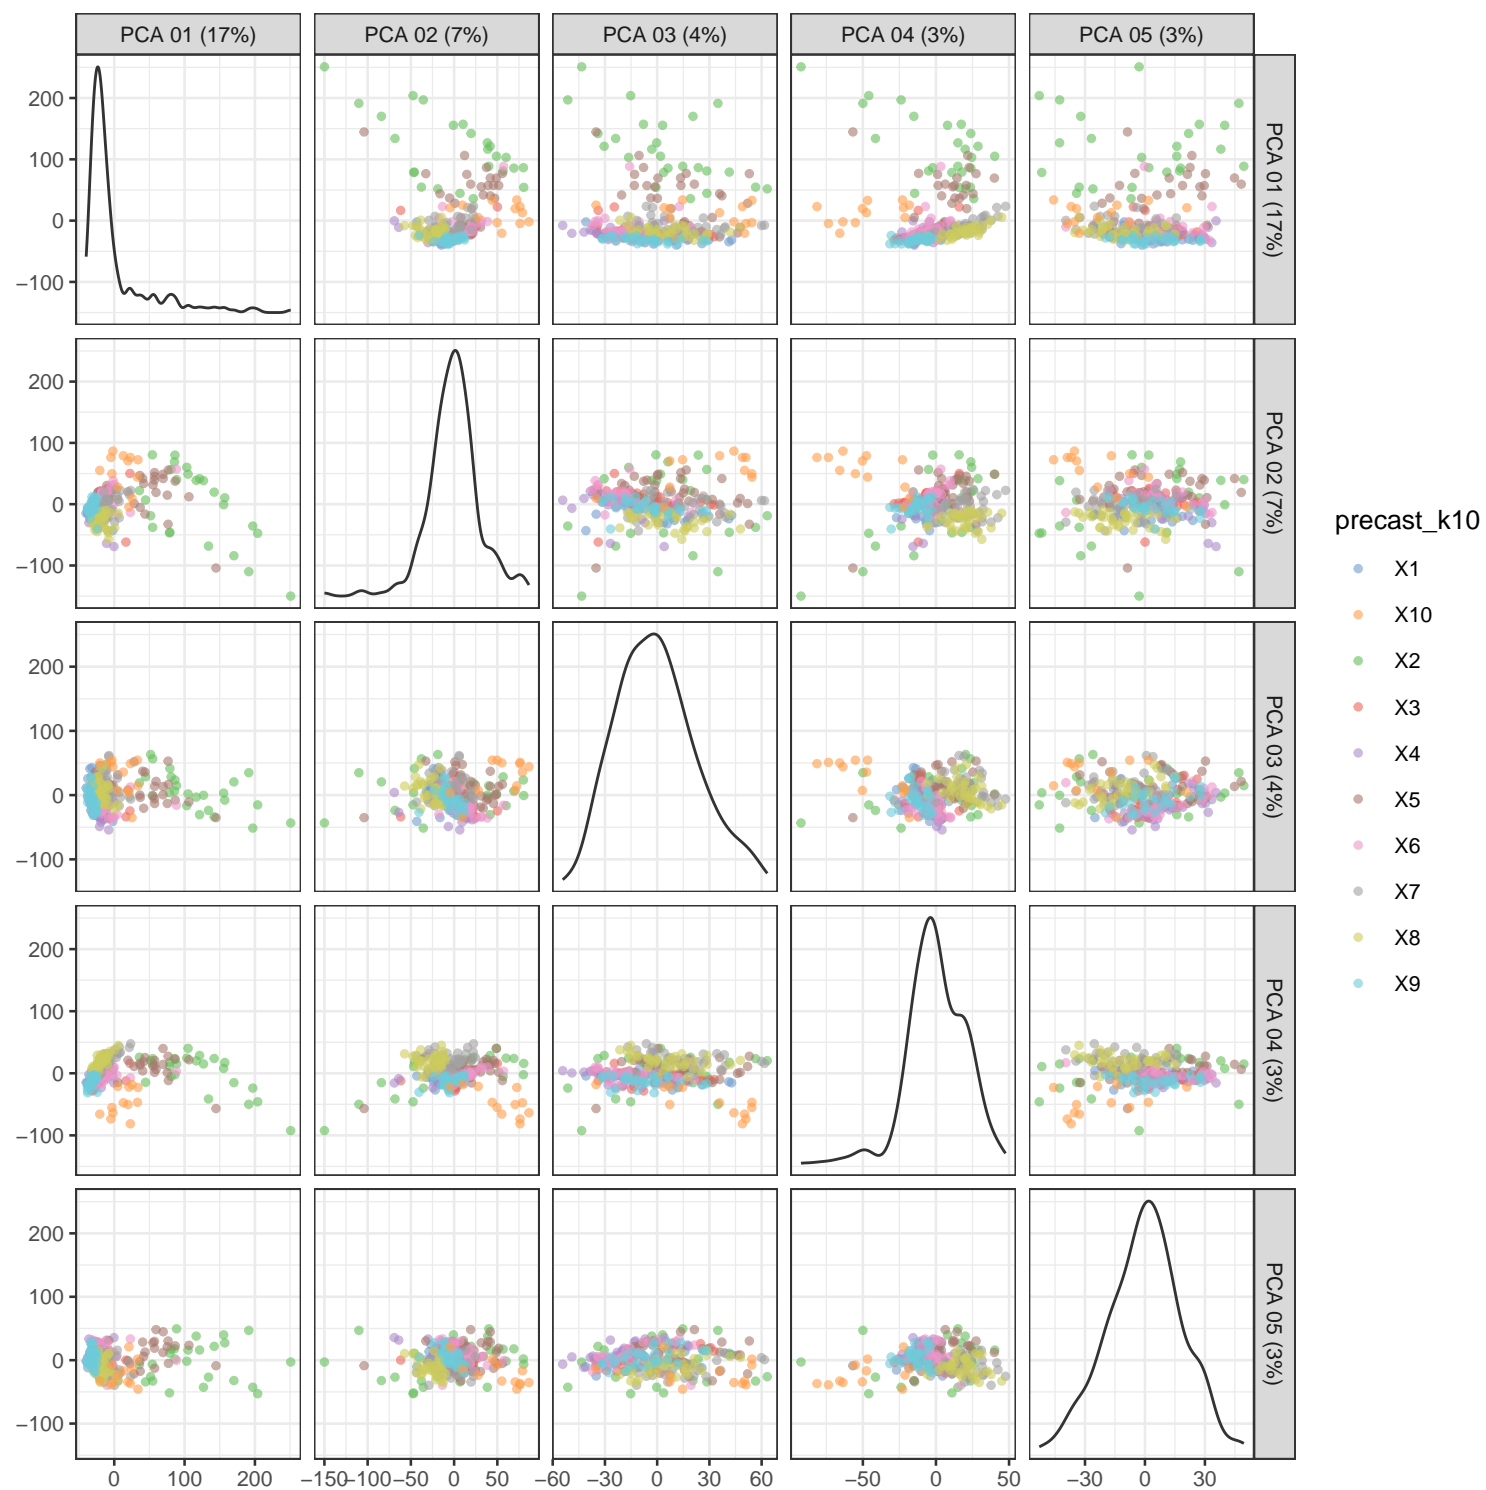 PCA 01 (17%) PCA 02 (7%) PCA 03 (4%) PCA 04 (3%) PCA 05 (3%)
200
100
0
−100
PCA 01 (17%)
200
100
0
−100
PCA 02 (7%)
200
100
0
−100
PCA 03 (4%)
200
100
0
−100
PCA 04 (3%)
200
100
0
−100
PCA 05 (3%)
0 100 200 −150 −100 −50 0 50 −60 −30 0 30 60 −50 0 50 −30 0 30
precast_k10
X1
X10
X2
X3
X4
X5
X6
X7
X8
X9